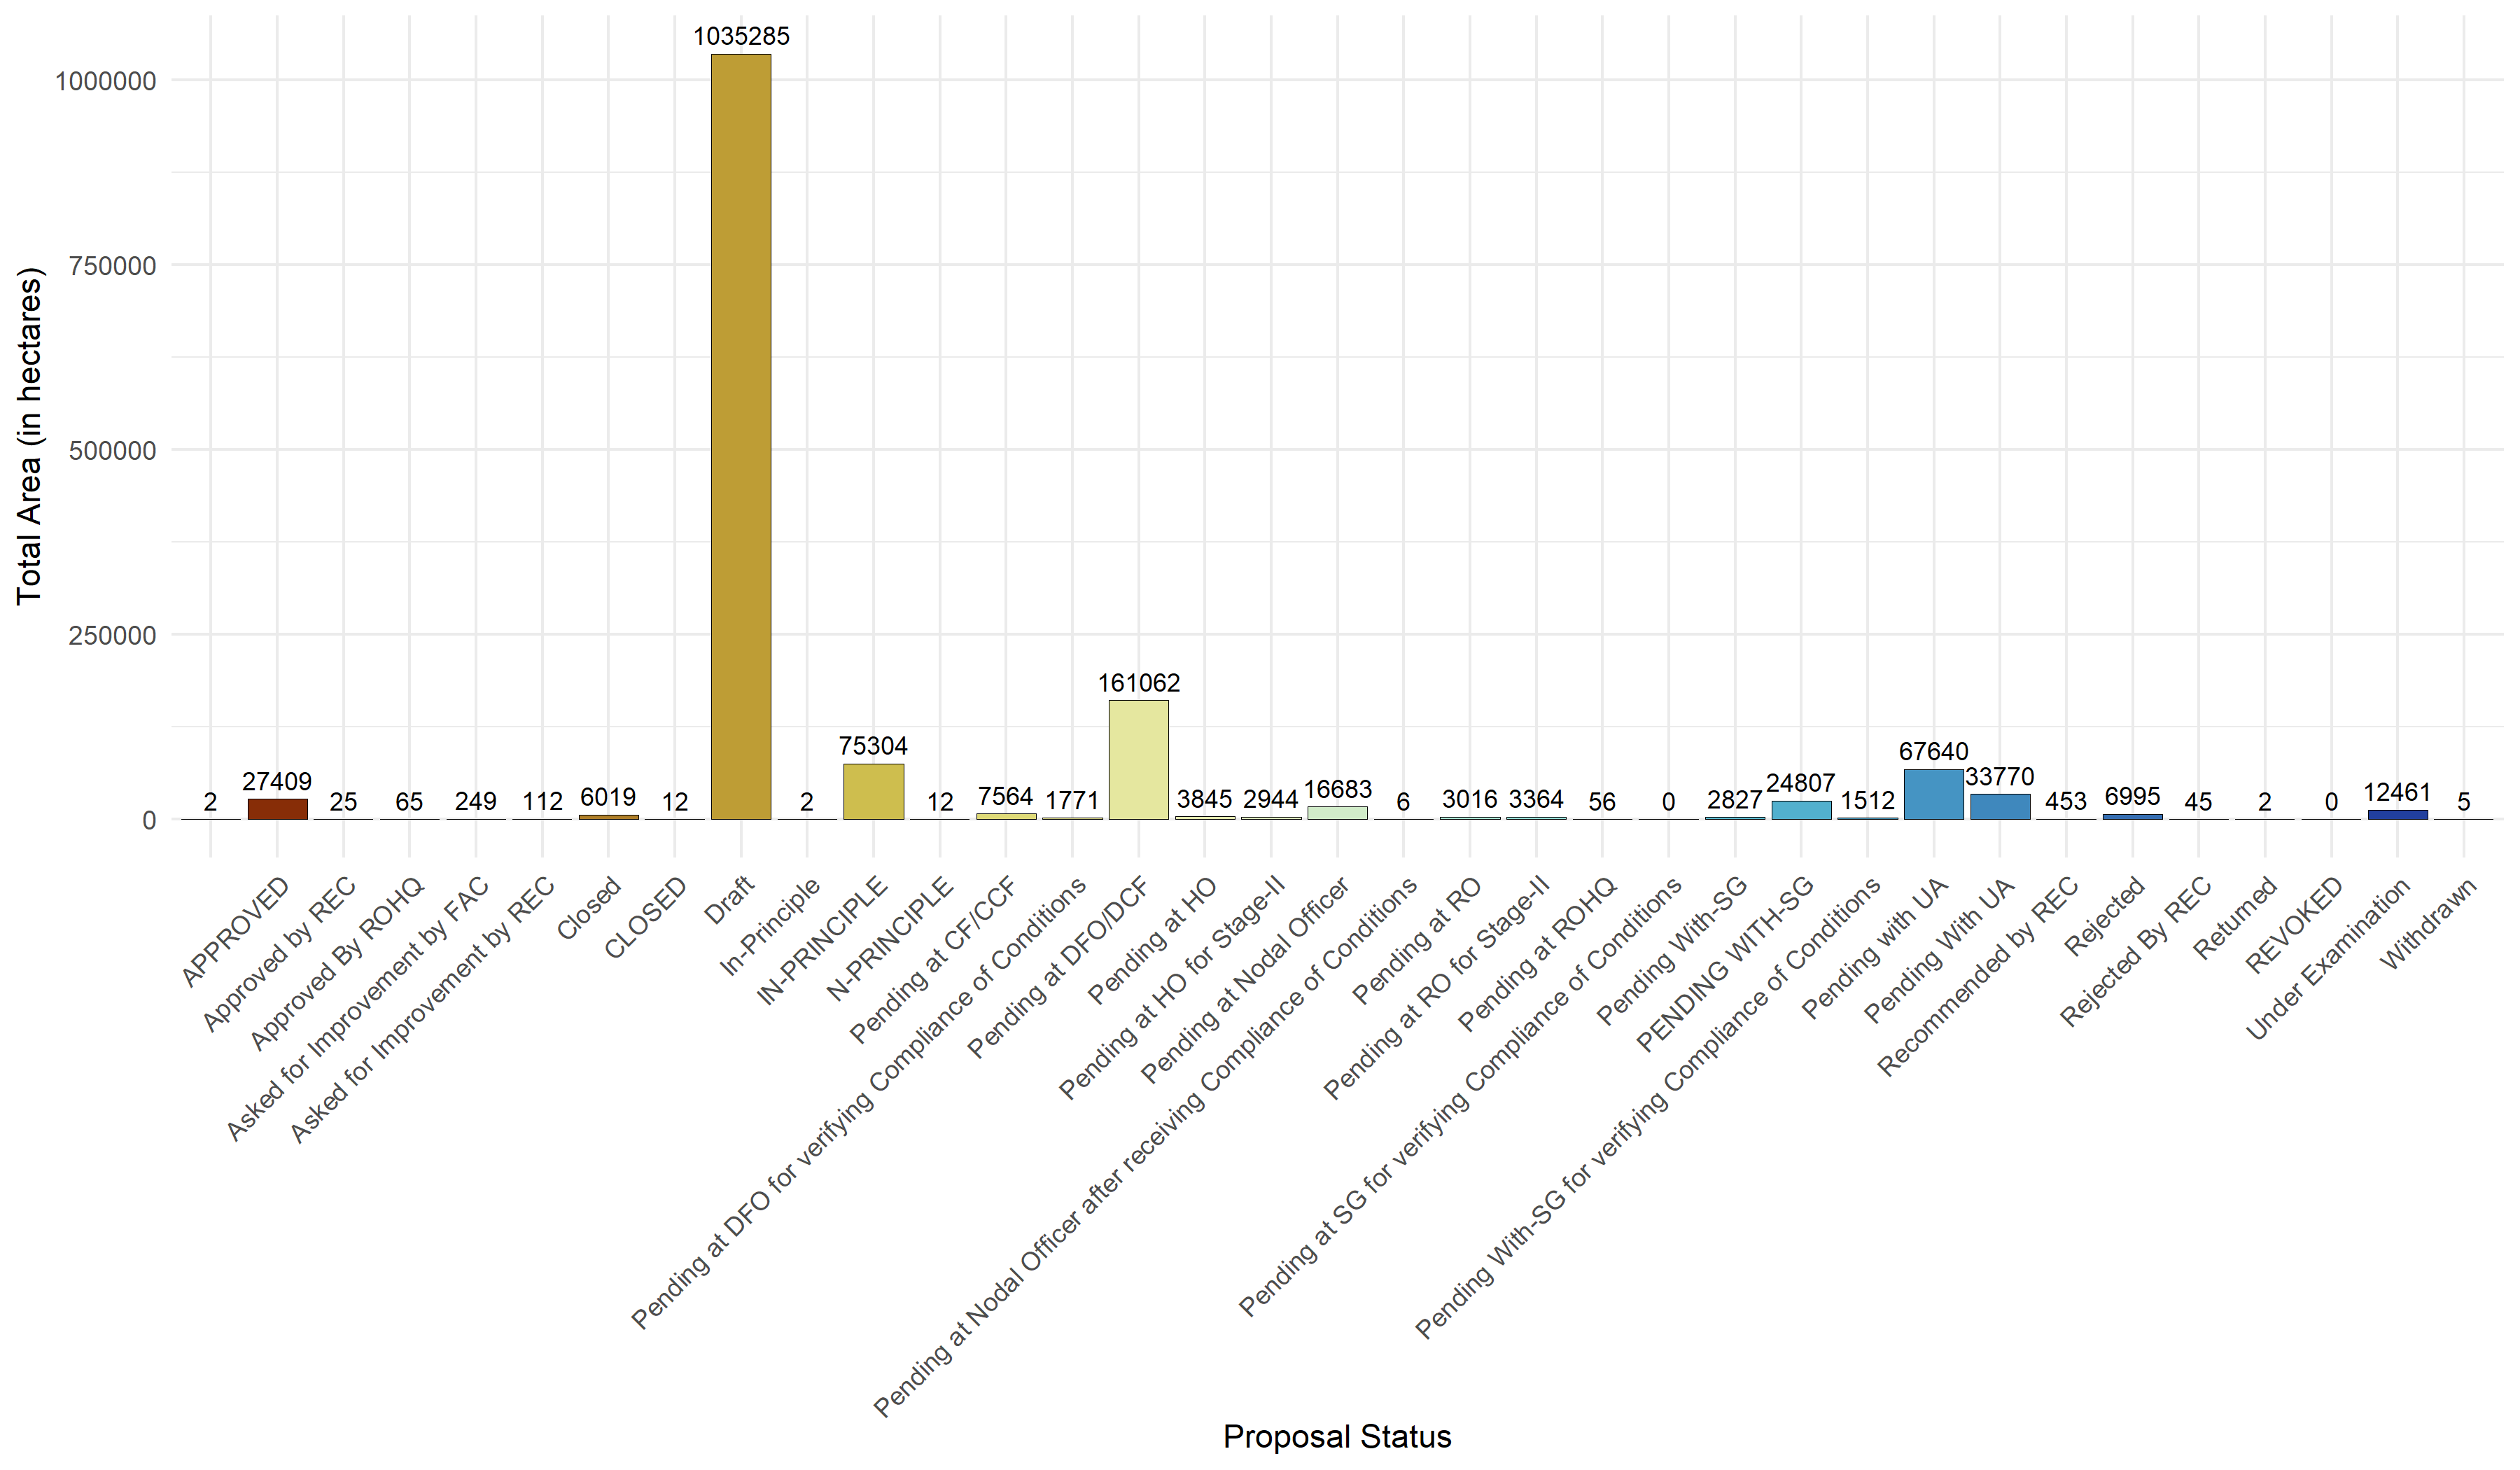 1035285
1000000
750000
500000
250000
0
Total Area (in hectares)
2
27409
25
65
249
112
6019
12
2
75304
12
7564
1771
161062
3845
2944
16683
6
3016
3364
56
0
2827
24807
1512
67640
33770
453
6995
45
2
0
12461
5
APPROVED
Approved by REC
Approved By ROHQ
Asked for Improvement by FAC
Asked for Improvement by REC
Closed
CLOSED
Draft
In-Principle
IN-PRINCIPLE
N-PRINCIPLE
Pending at CF/CCF
Pending at DFO for verifying Compliance of Conditions
Pending at DFO/DCF
Pending at HO
Pending at HO for Stage-II
Pending at Nodal Officer
Pending at Nodal Officer after receiving Compliance of Conditions
Pending at RO
Pending at RO for Stage-II
Pending at ROHQ
Pending at SG for verifying Compliance of Conditions
Pending With-SG
PENDING WITH-SG
Pending With-SG for verifying Compliance of Conditions
Pending with UA
Pending With UA
Recommended by REC
Rejected
Rejected By REC
Returned
REVOKED
Under Examination
Withdrawn
Proposal Status